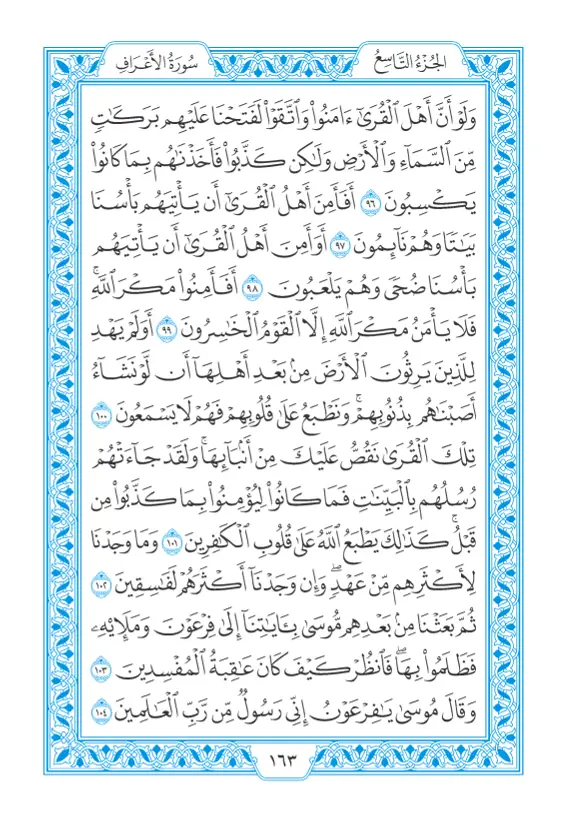 سُورَةُ الأَعْرَافِ
الجُزْءُ التَّاسِعُ
وَلَوْ أَنَّ أَهْلَ ٱلْقُرَىٰٓ ءَامَنُوا۟ وَٱتَّقَوْا۟ لَفَتَحْنَا عَلَيْهِم بَرَكَٰتٍ
مِّنَ ٱلسَّمَآءِ وَٱلْأَرْضِ وَلَٰكِن كَذَّبُوا۟ فَأَخَذْنَٰهُم بِمَا كَانُوا۟
يَكْسِبُونَ ٩٦ أَفَأَمِنَ أَهْلُ ٱلْقُرَىٰٓ أَن يَأْتِيَهُم بَأْسُنَا
بَيَٰتًا وَهُمْ نَآئِمُونَ ٩٧ أَوَأَمِنَ أَهْلُ ٱلْقُرَىٰٓ أَن يَأْتِيَهُم
بَأْسُنَا ضُحًى وَهُمْ يَلْعَبُونَ ٩٨ أَفَأَمِنُوا۟ مَكْرَ ٱللَّهِ ۚ
فَلَا يَأْمَنُ مَكْرَ ٱللَّهِ إِلَّا ٱلْقَوْمُ ٱلْخَٰسِرُونَ ٩٩ أَوَلَمْ يَهْدِ
لِلَّذِينَ يَرِثُونَ ٱلْأَرْضَ مِنۢ بَعْدِ أَهْلِهَآ أَن لَّوْ نَشَآءُ
أَصَبْنَٰهُم بِذُنُوبِهِمْ ۚ وَنَطْبَعُ عَلَىٰ قُلُوبِهِمْ فَهُمْ لَا يَسْمَعُونَ ١٠٠
تِلْكَ ٱلْقُرَىٰ نَقُصُّ عَلَيْكَ مِنْ أَنۢبَآئِهَا ۚ وَلَقَدْ جَآءَتْهُمْ
رُسُلُهُم بِٱلْبَيِّنَٰتِ فَمَا كَانُوا۟ لِيُؤْمِنُوا۟ بِمَا كَذَّبُوا۟ مِن
قَبْلُ ۚ كَذَٰلِكَ يَطْبَعُ ٱللَّهُ عَلَىٰ قُلُوبِ ٱلْكَٰفِرِينَ ١٠١ وَمَا وَجَدْنَا
لِأَكْثَرِهِم مِّنْ عَهْدٍ ۖ وَإِن وَجَدْنَآ أَكْثَرَهُمْ لَفَٰسِقِينَ ١٠٢
ثُمَّ بَعَثْنَا مِنۢ بَعْدِهِم مُّوسَىٰ بِـَٔايَٰتِنَآ إِلَىٰ فِرْعَوْنَ وَمَلَإِي۟هِۦ
فَظَلَمُوا۟ بِهَا ۖ فَٱنظُرْ كَيْفَ كَانَ عَٰقِبَةُ ٱلْمُفْسِدِينَ ١٠٣
وَقَالَ مُوسَىٰ يَٰفِرْعَوْنُ إِنِّى رَسُولٌ مِّن رَّبِّ ٱلْعَٰلَمِينَ ١٠٤
١٦٣